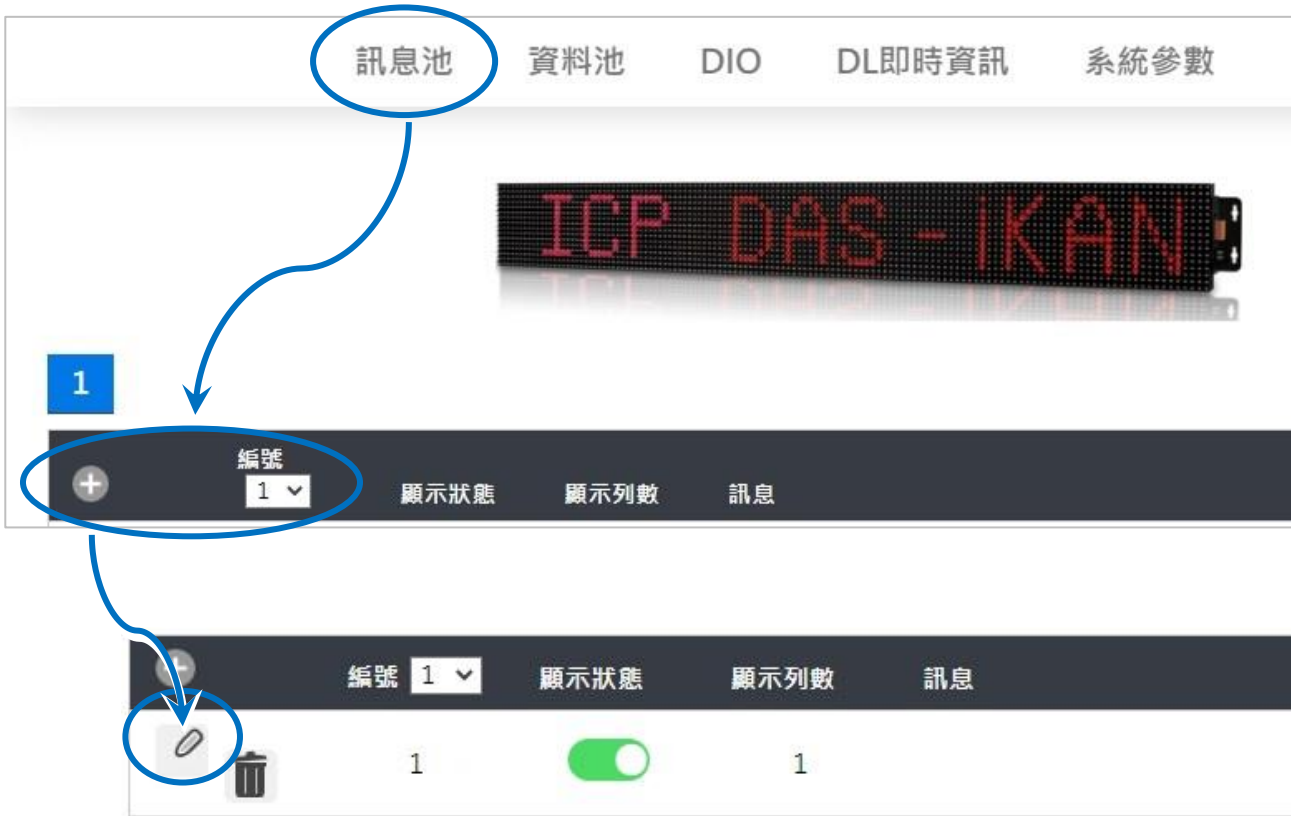 訊息池 資料池 DIO DL即時資訊 系統參數
ICP DAS-iKAN
1
編號
1 顯示狀態 顯示列數 訊息
編號 1 顯示狀態 顯示列數 訊息
1 1